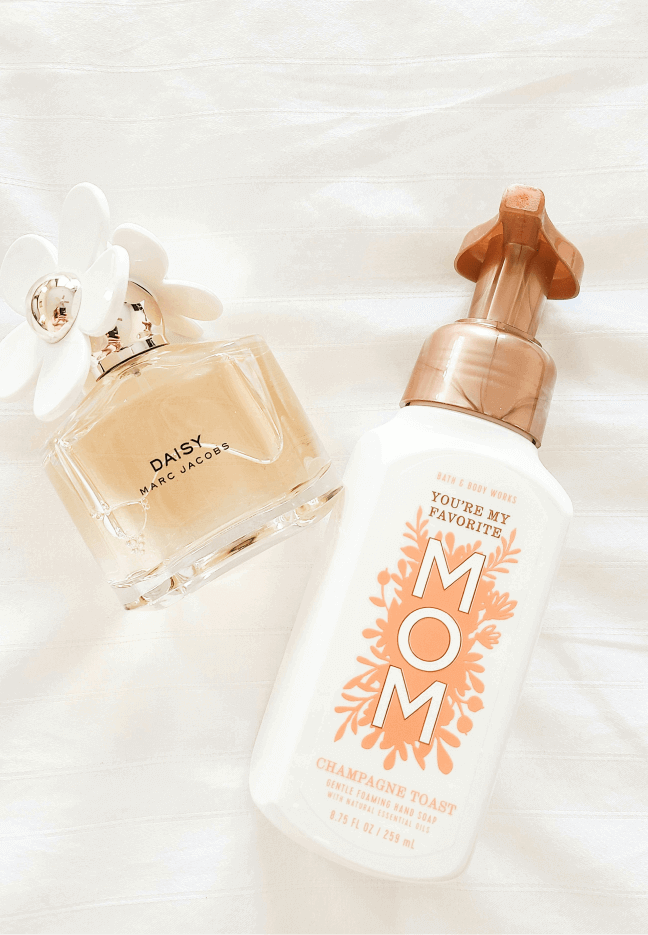 DAISY
MARC JACOBS
BATH & BODY WORKS
YOU'RE MY
FAVORITE
MOM
CHAMPAGNE TOAST
GENTLE FOAMING HAND SOAP
WITH NATURAL ESSENTIAL OILS
8.75 FL OZ / 259 mL